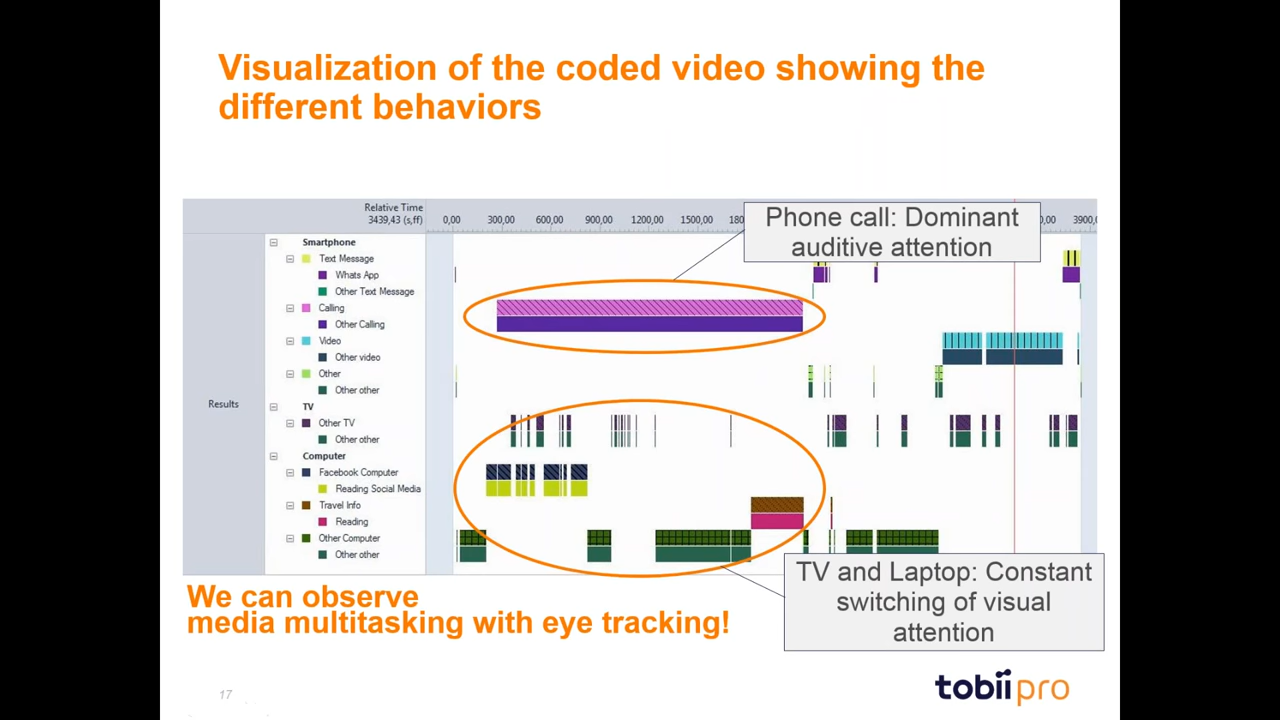 Visualization of the coded video showing the
different behaviors
Relative Time
3439,43 (s,ff)
0,00 300,00 600,00 900,00 1200,00 1500,00 3900,
Phone call: Dominant
auditive attention
Results
Smartphone
Text Message
Whats App
Other Text Message
Calling
Other Calling
Video
Other video
Other
Other other
TV
Other TV
Other other
Computer
Facebook Computer
Reading Social Media
Travel Info
Reading
Other Computer
Other other
TV and Laptop: Constant
switching of visual
attention
We can observe
media multitasking with eye tracking!
17
tobii pro